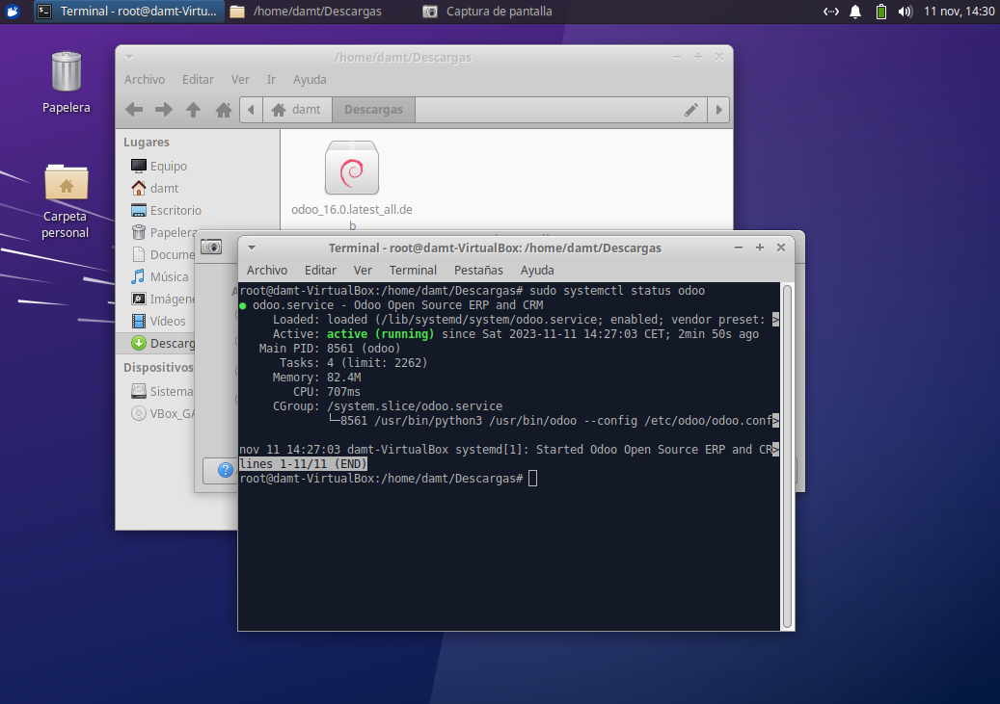 Terminal - root@damt-Virtu...
/home/damt/Descargas
Captura de pantalla
11 nov, 14:30
Papelera
Carpeta
personal
/home/damt/Descargas
Archivo Editar Ver Ir Ayuda
damt Descargas
Lugares
Equipo
damt
Escritorio
Papelera
Docume
Música
Imágene
Vídeos
Descarg
Dispositivos
Sistema
VBox_GA
odoo_16.0.latest_all.de
b
Terminal - root@damt-VirtualBox: /home/damt/Descargas
Archivo Editar Ver Terminal Pestañas Ayuda
root@damt-VirtualBox:/home/damt/Descargas# sudo systemctl status odoo
● odoo.service - Odoo Open Source ERP and CRM
Loaded: loaded (/lib/systemd/system/odoo.service; enabled; vendor preset: >
Active: active (running) since Sat 2023-11-11 14:27:03 CET; 2min 50s ago
Main PID: 8561 (odoo)
Tasks: 4 (limit: 2262)
Memory: 82.4M
CPU: 707ms
CGroup: /system.slice/odoo.service
└─8561 /usr/bin/python3 /usr/bin/odoo --config /etc/odoo/odoo.conf>
nov 11 14:27:03 damt-VirtualBox systemd[1]: Started Odoo Open Source ERP and CR>
lines 1-11/11 (END)
root@damt-VirtualBox:/home/damt/Descargas#